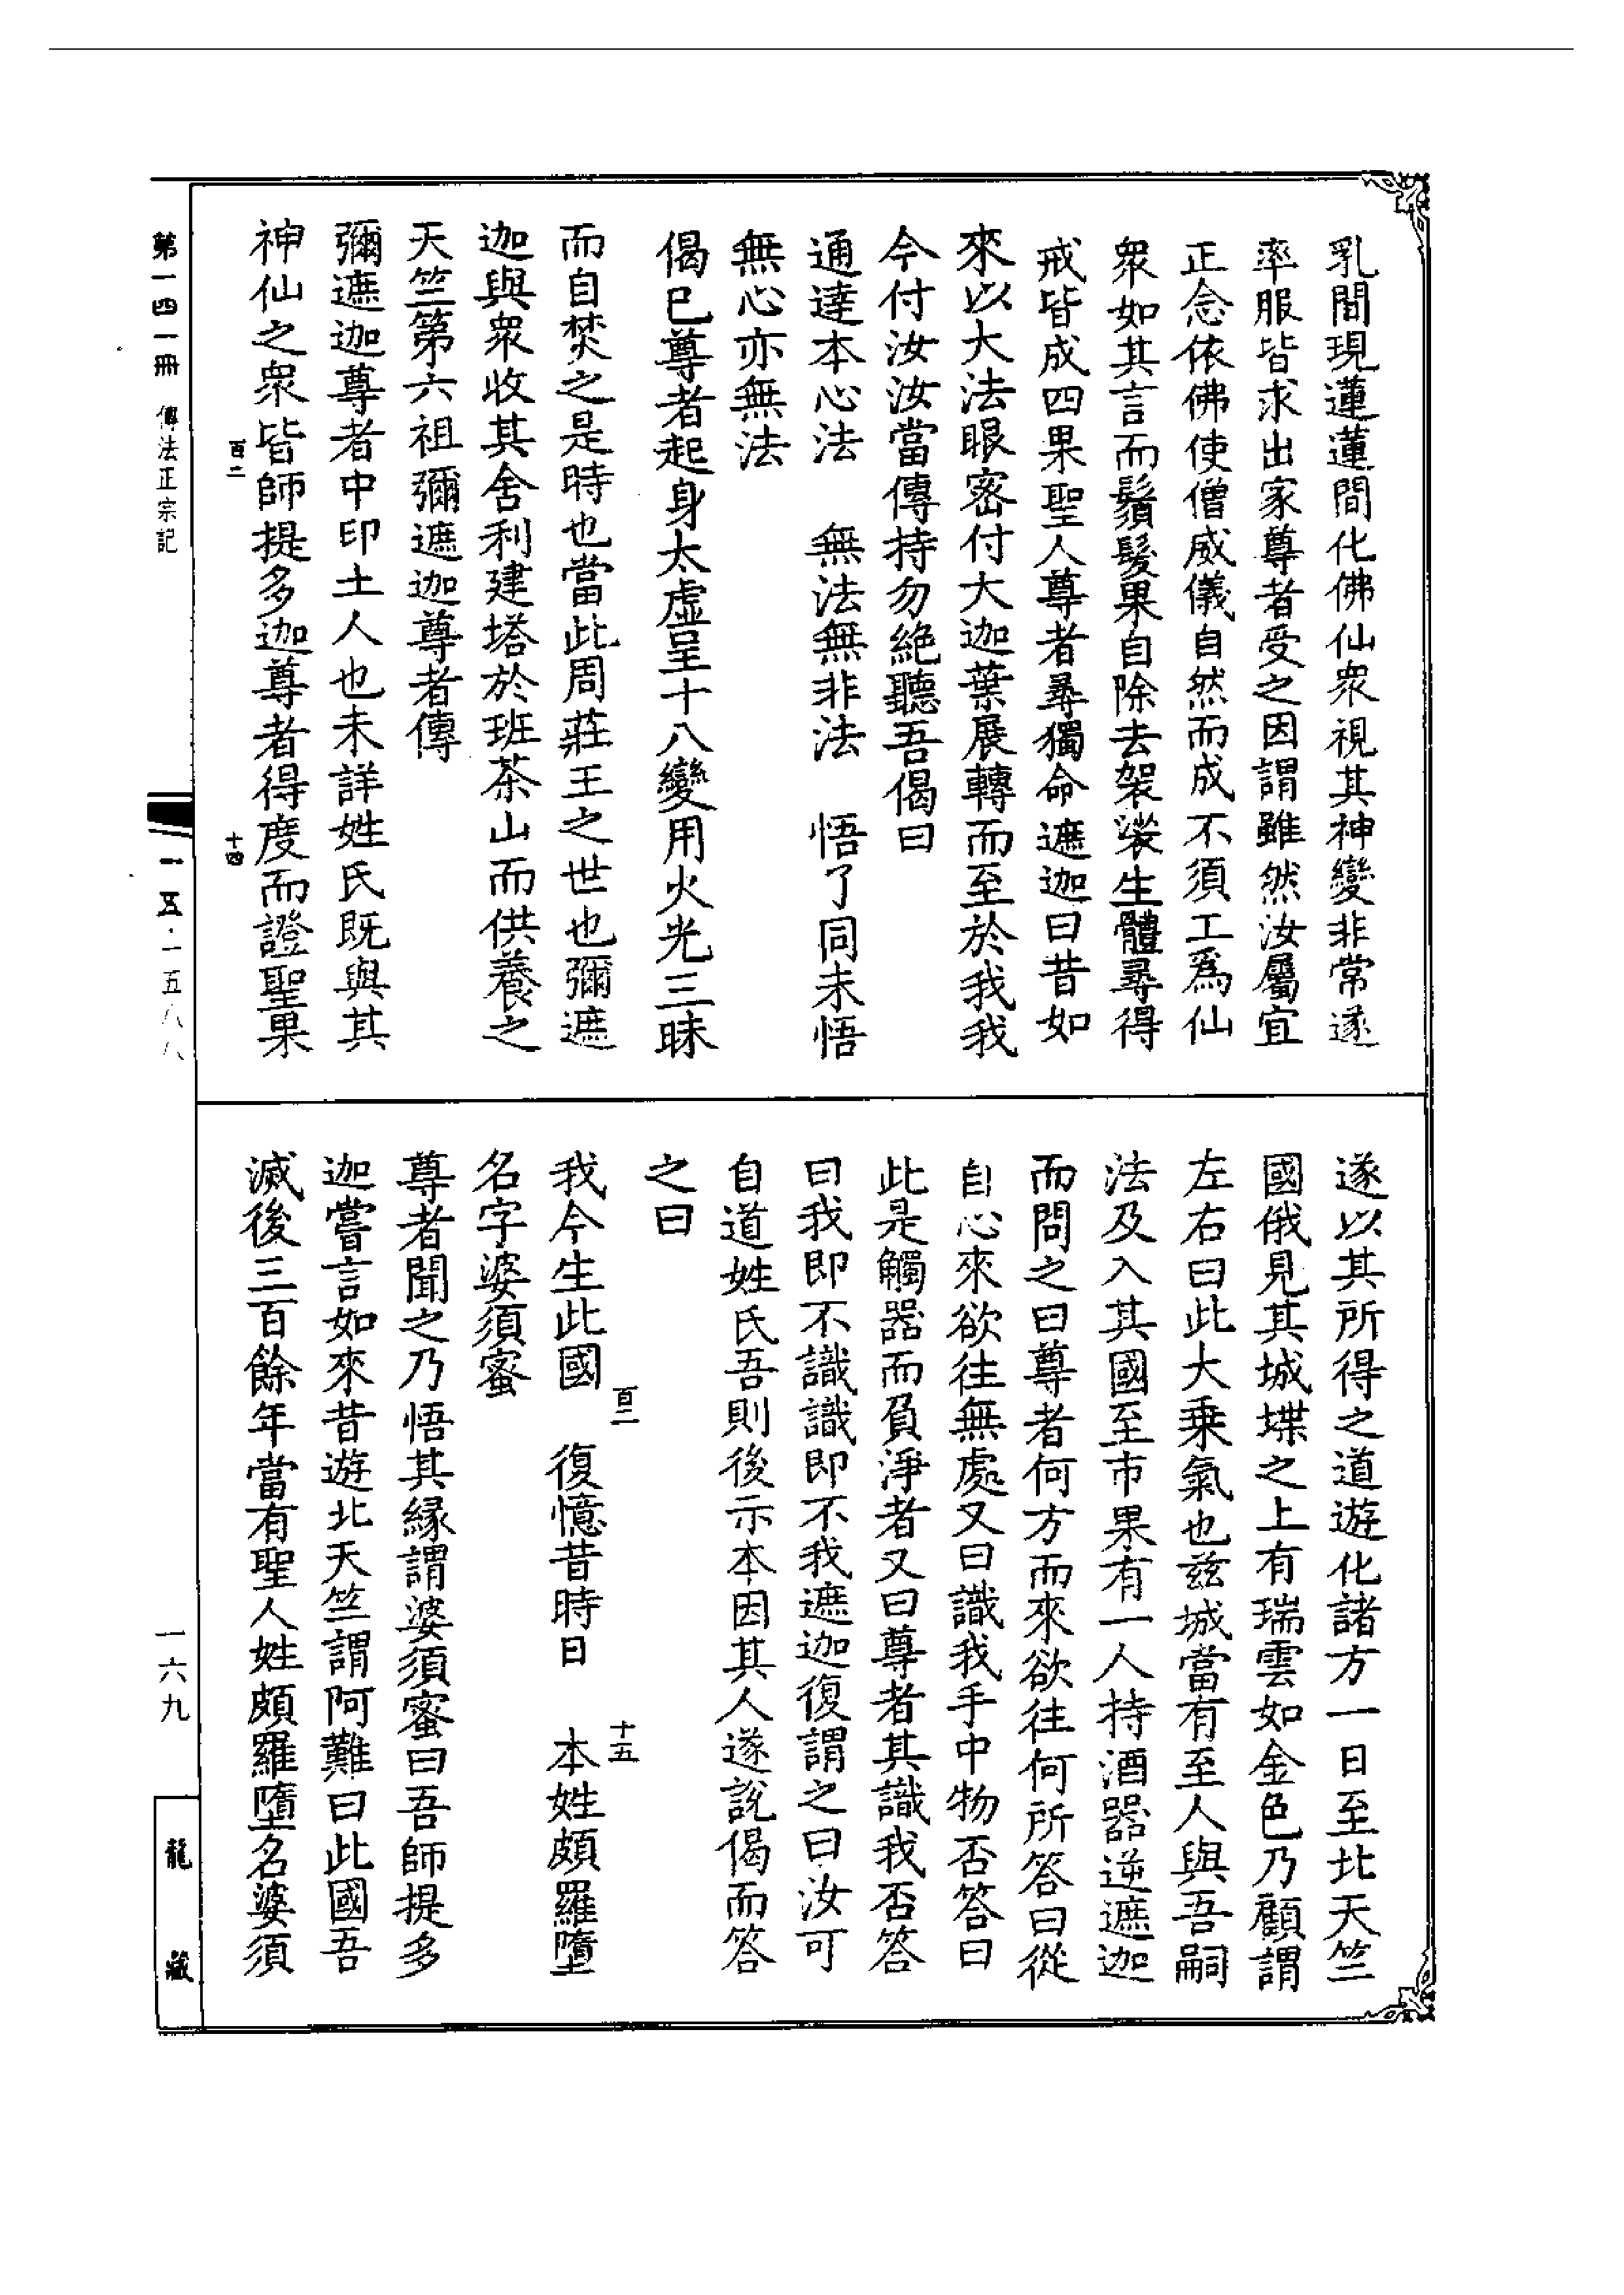 乳間現蓮蓮間化佛仙衆視其神變非常遂
率服皆求出家尊者受之因謂雖然汝屬宜
正念依佛使僧威儀自然而成不須工爲仙
衆如其言而鬚髮果自除去袈裟生體尋得
戒皆成四果聖人尊者尋獨命遮迦曰昔如
來以大法眼密付大迦葉展轉而至於我我
今付汝汝當傳持勿絶聽吾偈曰
通達本心法 無法無非法 悟了同未悟
無心亦無法
偈已尊者起身太虛呈十八變用火光三昧
而自焚之是時也當此周莊王之世也彌遮
迦與衆收其舍利建塔於班茶山而供養之
天竺第六祖彌遮迦尊者傳
彌遮迦尊者中印土人也未詳姓氏既與其
神仙之衆皆師提多迦尊者得度而證聖果
百二 十四
遂以其所得之道遊化諸方一日至北天竺
國俄見其城堞之上有瑞雲如金色乃顧謂
左右曰此大乘氣也兹城當有至人與吾嗣
法及入其國至市果有一人持酒器逆遮迦
而問之曰尊者何方而來欲往何所答曰從
自心來欲往無處又曰識我手中物否答曰
此是觸器而負淨者又曰尊者其識我否答
曰我即不識識即不我遮迦復謂之曰汝可
自道姓氏吾則後示本因其人遂說偈而答
之曰
百二 十五
我今生此國 復憶昔時日 本姓頗羅墮
名字婆須蜜
尊者聞之乃悟其縁謂婆須蜜曰吾師提多
迦嘗言如來昔遊北天竺謂阿難曰此國吾
滅後三百餘年當有聖人姓頗羅墮名婆須
第一四一冊 傳法正宗記
一五·一五八八
一六九
龍藏